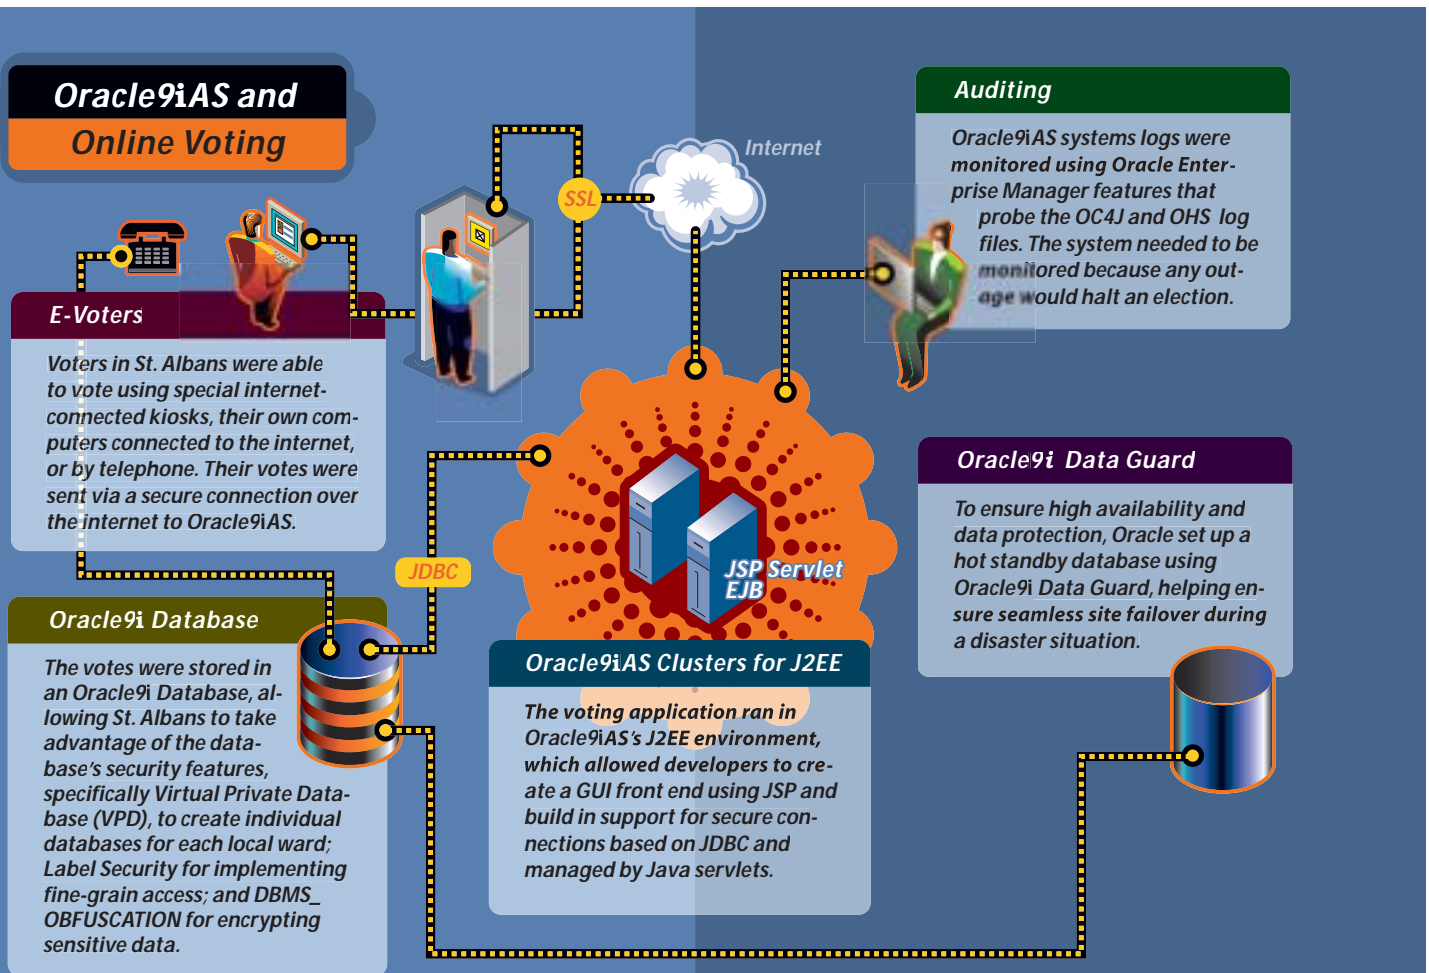 Oracle9iAS and
Online Voting
SSL
Internet
E-Voters
Voters in St. Albans were able
to vote using special internet-
connected kiosks, their own com-
puters connected to the internet,
or by telephone. Their votes were
sent via a secure connection over
the internet to Oracle9iAS.
JDBC
Oracle9i Database
The votes were stored in
an Oracle9i Database, al-
lowing St. Albans to take
advantage of the data-
base's security features,
specifically Virtual Private Data-
base (VPD), to create individual
databases for each local ward;
Label Security for implementing
fine-grain access; and DBMS_
OBFUSCATION for encrypting
sensitive data.
JSP Servlet
EJB
Oracle9iAS Clusters for J2EE
The voting application ran in
Oracle9iAS's J2EE environment,
which allowed developers to cre-
ate a GUI front end using JSP and
build in support for secure con-
nections based on JDBC and
managed by Java servlets.
Auditing
Oracle9iAS systems logs were
monitored using Oracle Enter-
prise Manager features that
probe the OC4J and OHS log
files. The system needed to be
monitored because any out-
age would halt an election.
Oracle9i Data Guard
To ensure high availability and
data protection, Oracle set up a
hot standby database using
Oracle9i Data Guard, helping en-
sure seamless site failover during
a disaster situation.